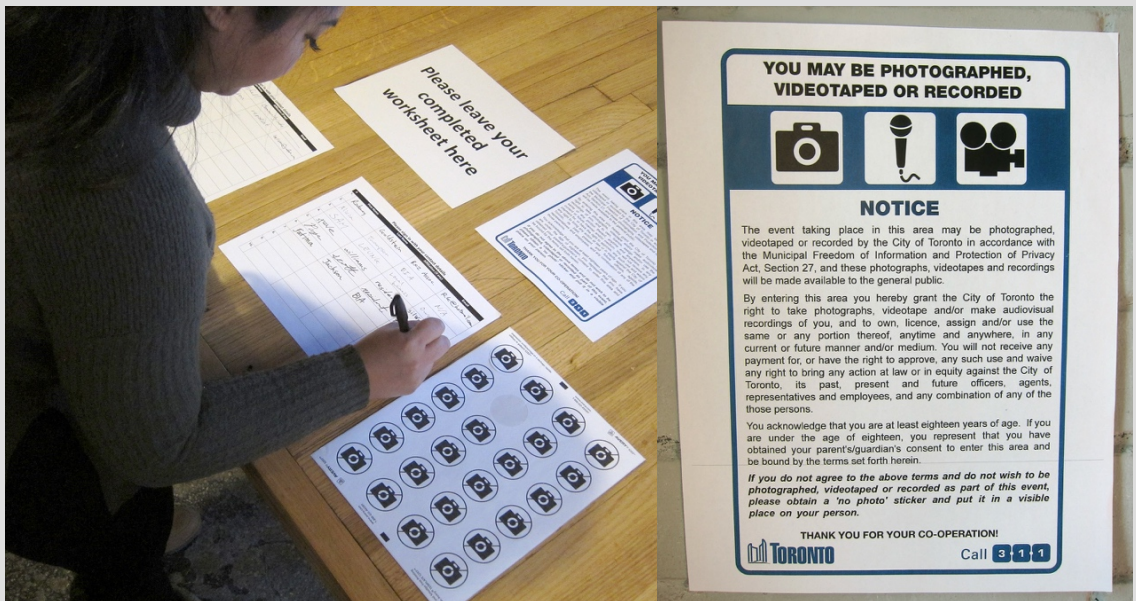 Please leave your
completed
worksheet here
NOTICE
Call 311
YOU MAY BE PHOTOGRAPHED,
VIDEOTAPED OR RECORDED
NOTICE
The event taking place in this area may be photographed,
videotaped or recorded by the City of Toronto in accordance with
the Municipal Freedom of Information and Protection of Privacy
Act, Section 27, and these photographs, videotapes and recordings
will be made available to the general public.
By entering this area you hereby grant the City of Toronto the
right to take photographs, videotape and/or make audiovisual
recordings of you, and to own, licence, assign and/or use the
same or any portion thereof, anytime and anywhere, in any
current or future manner and/or medium. You will not receive any
payment for, or have the right to approve, any such use and waive
any right to bring any action at law or in equity against the City of
Toronto, its past, present and future officers, agents,
representatives and employees, and any combination of any of the
those persons.
You acknowledge that you are at least eighteen years of age. If you
are under the age of eighteen, you represent that you have
obtained your parent's/guardian's consent to enter this area and
be bound by the terms set forth herein.
If you do not agree to the above terms and do not wish to be
photographed, videotaped or recorded as part of this event,
please obtain a 'no photo' sticker and put it in a visible
place on your person.
THANK YOU FOR YOUR CO-OPERATION!
TORONTO
Call 311